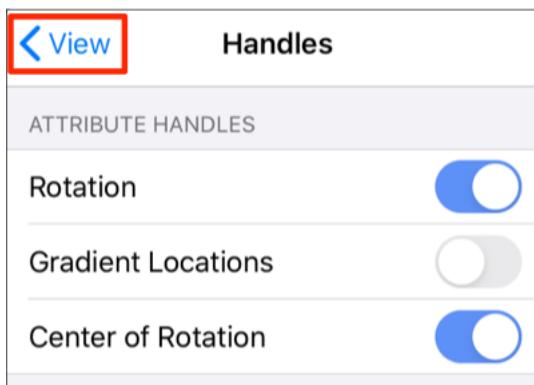 View
Handles
ATTRIBUTE HANDLES
Rotation
Gradient Locations
Center of Rotation